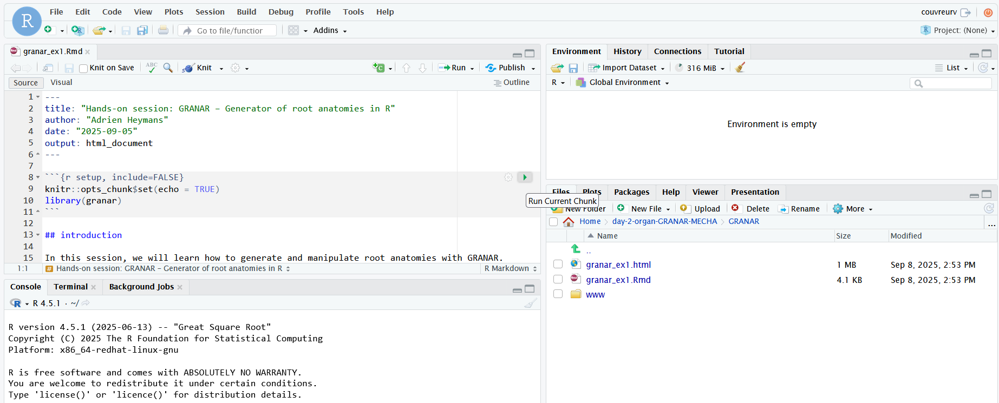 R
File Edit Code View Plots Session Build Debug Profile Tools Help
couvreurv
Go to file/functior
Addins
Project: (None)
granar_ex1.Rmd
Knit on Save
ABC
Knit
Run
Publish
Source Visual
Outline
1 ---
2 title: "Hands-on session: GRANAR – Generator of root anatomies in R"
3 author: "Adrien Heymans"
4 date: "2025-09-05"
5 output: html_document
6 ---
7
8 ```{r setup, include=FALSE}
9 knitr::opts_chunk$set(echo = TRUE)
10 library(granar)
11 ```
12
13 ## introduction
14
15 In this session, we will learn how to generate and manipulate root anatomies with GRANAR.
1:1 # Hands-on session: GRANAR – Generator of root anatomies in R
R Markdown
Console Terminal Background Jobs
R 4.5.1 · ~/
R version 4.5.1 (2025-06-13) -- "Great Square Root"
Copyright (C) 2025 The R Foundation for Statistical Computing
Platform: x86_64-redhat-linux-gnu
R is free software and comes with ABSOLUTELY NO WARRANTY.
You are welcome to redistribute it under certain conditions.
Type 'license()' or 'licence()' for distribution details.
Environment History Connections Tutorial
Import Dataset
316 MiB
List
R Global Environment
Environment is empty
Files Plots Packages Help Viewer Presentation
Run Current Chunk
New Folder New File Upload Delete Rename More
Home day-2-organ-GRANAR-MECHA GRANAR
...
Name Size Modified
..
granar_ex1.html 1 MB Sep 8, 2025, 2:53 PM
granar_ex1.Rmd 4.1 KB Sep 8, 2025, 2:53 PM
www